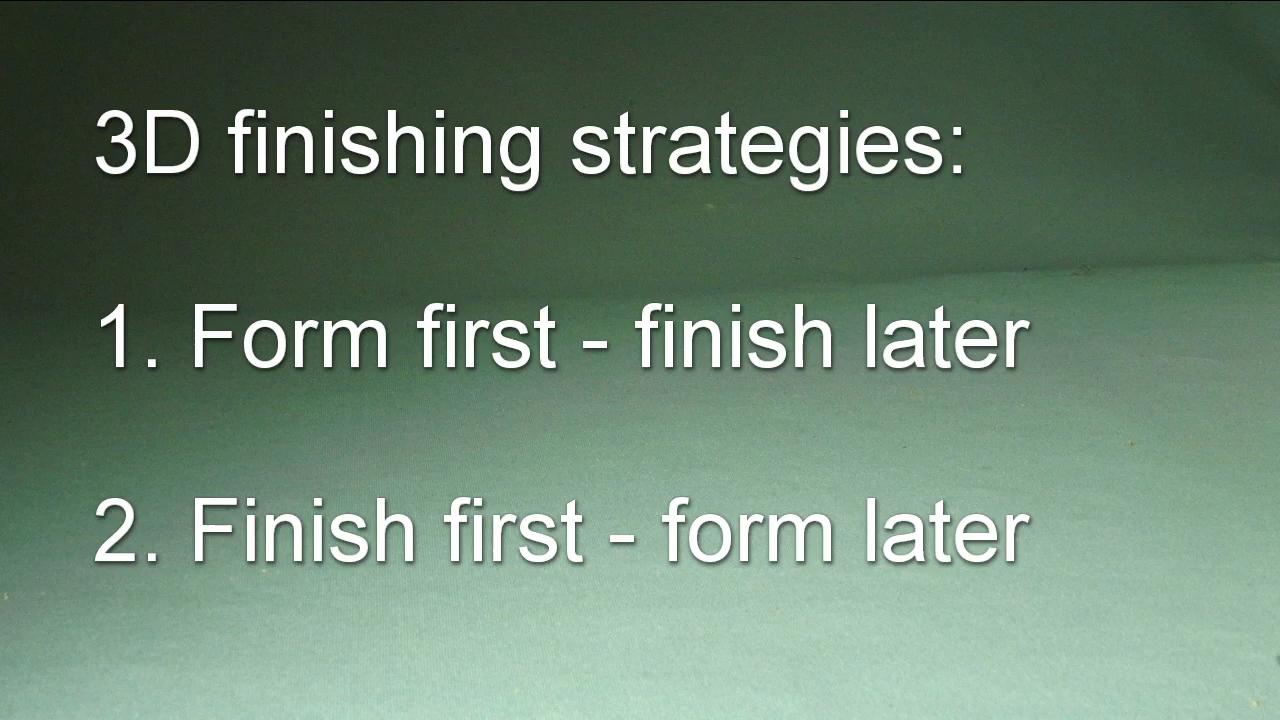 3D finishing strategies:
1. Form first - finish later
2. Finish first - form later